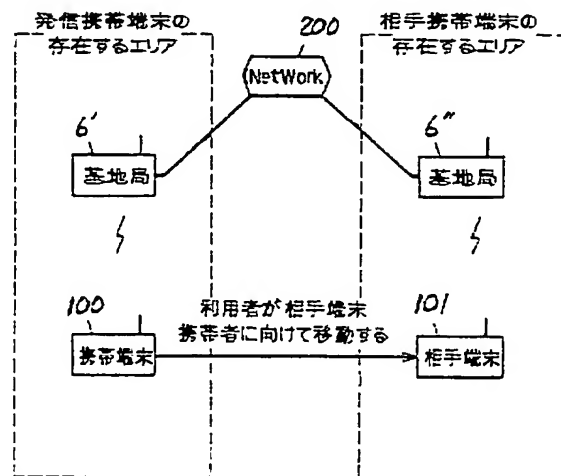 発信携帯端末の
存在するエリア
200
相手携帯端末の
存在するエリア
NetWork
6'
基地局
6"
基地局
100
携帯端末
利用者が相手端末
携帯者に向けて移動する
101
相手端末